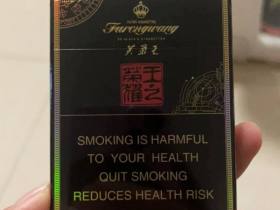 Furongwang
芙蓉王
王之
荣耀
SMOKING IS HARMFUL
TO YOUR HEALTH
QUIT SMOKING
REDUCES HEALTH RISK